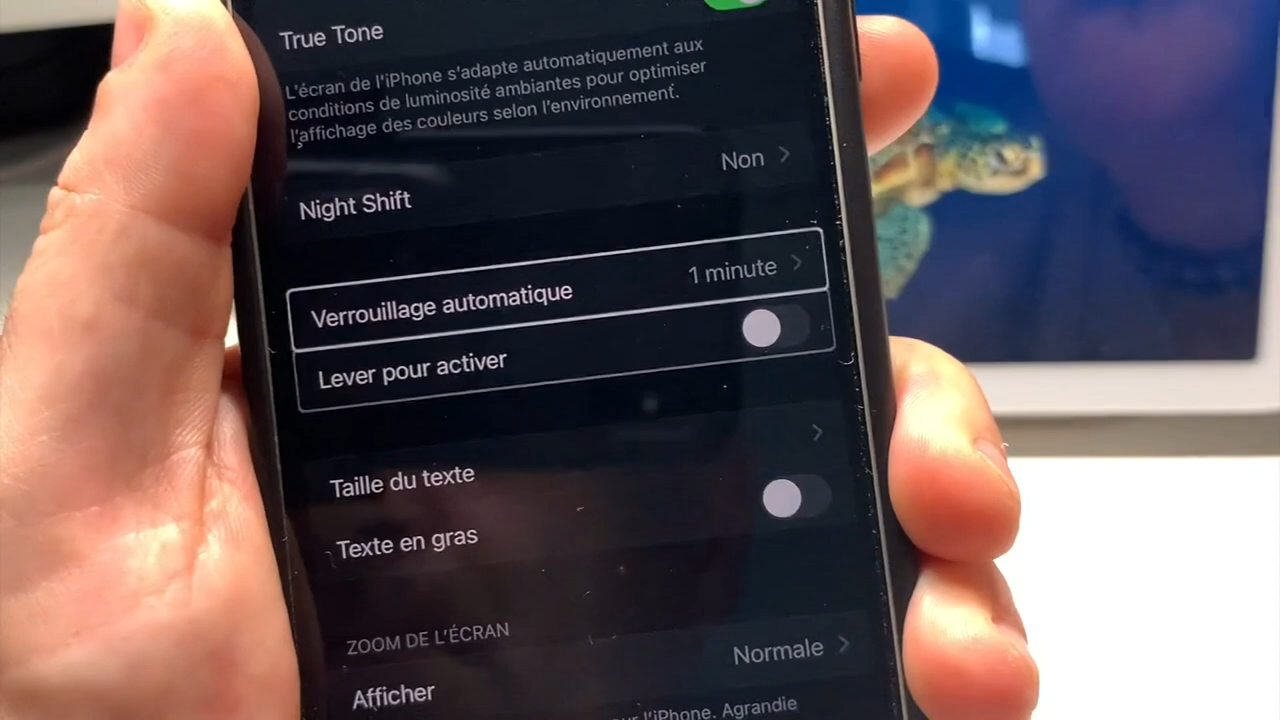 True Tone
L'écran de l'iPhone s'adapte automatiquement aux
conditions de luminosité ambiantes pour optimiser
l'affichage des couleurs selon l'environnement.
Night Shift Non
Verrouillage automatique 1 minute
Lever pour activer
Taille du texte
Texte en gras
ZOOM DE L'ÉCRAN
Afficher Normale
l'iPhone. Agrandie